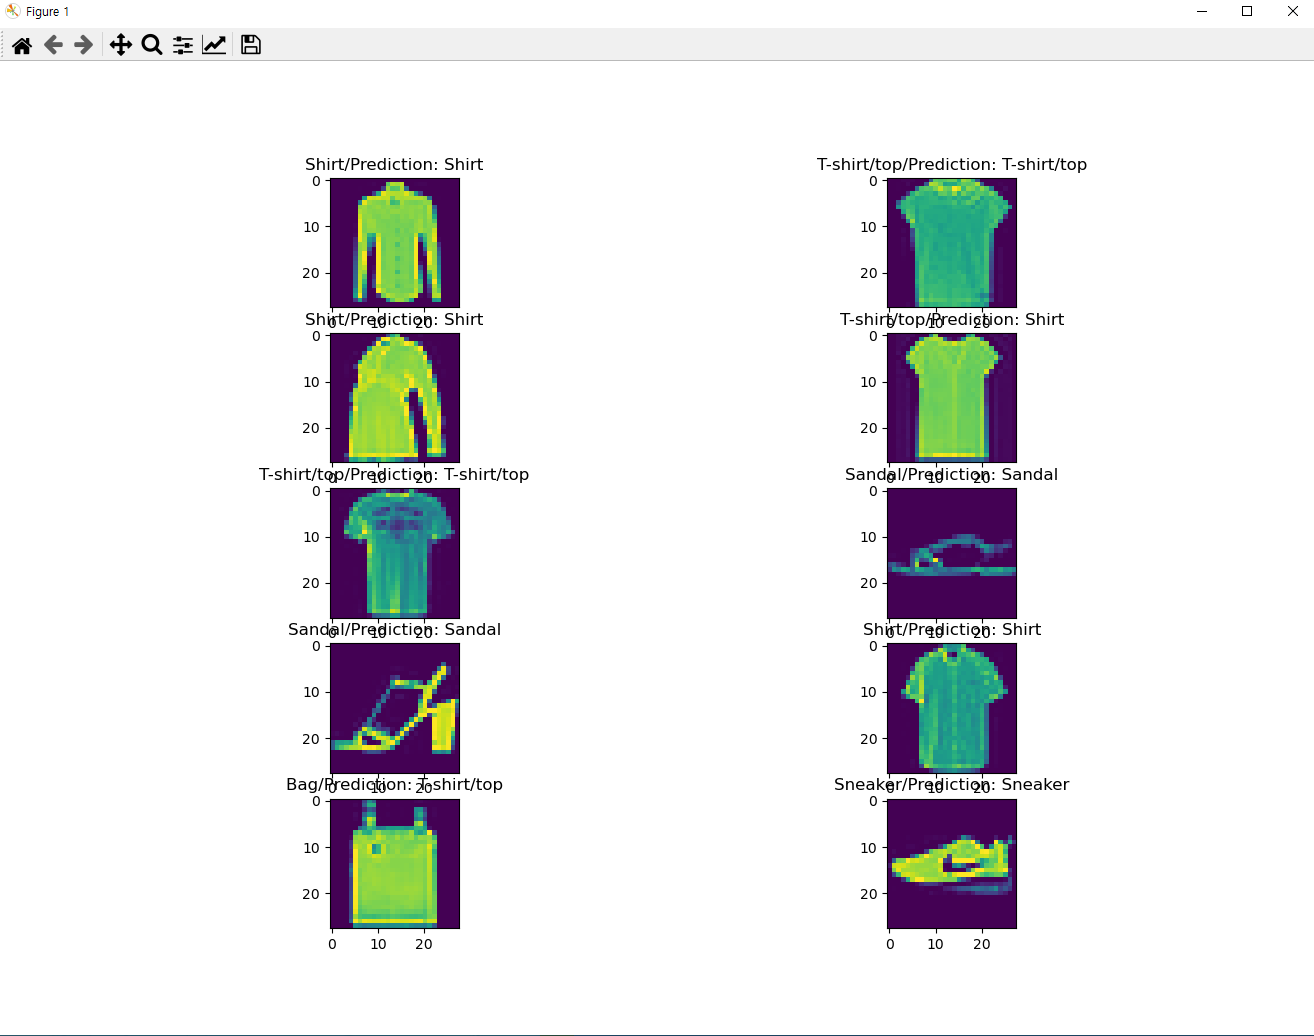 Figure 1
Shirt/Prediction: Shirt
T-shirt/top/Prediction: T-shirt/top
0
10
20
0
10
20
0 10 20
0 10 20
Shirt/Prediction: Shirt
T-shirt/top/Prediction: Shirt
0
10
20
0
10
20
0 10 20
0 10 20
T-shirt/top/Prediction: T-shirt/top
Sandal/Prediction: Sandal
0
10
20
0
10
20
0 10 20
0 10 20
Sandal/Prediction: Sandal
Shirt/Prediction: Shirt
0
10
20
0
10
20
0 10 20
0 10 20
Bag/Prediction: T-shirt/top
Sneaker/Prediction: Sneaker
0
10
20
0
10
20
0 10 20
0 10 20